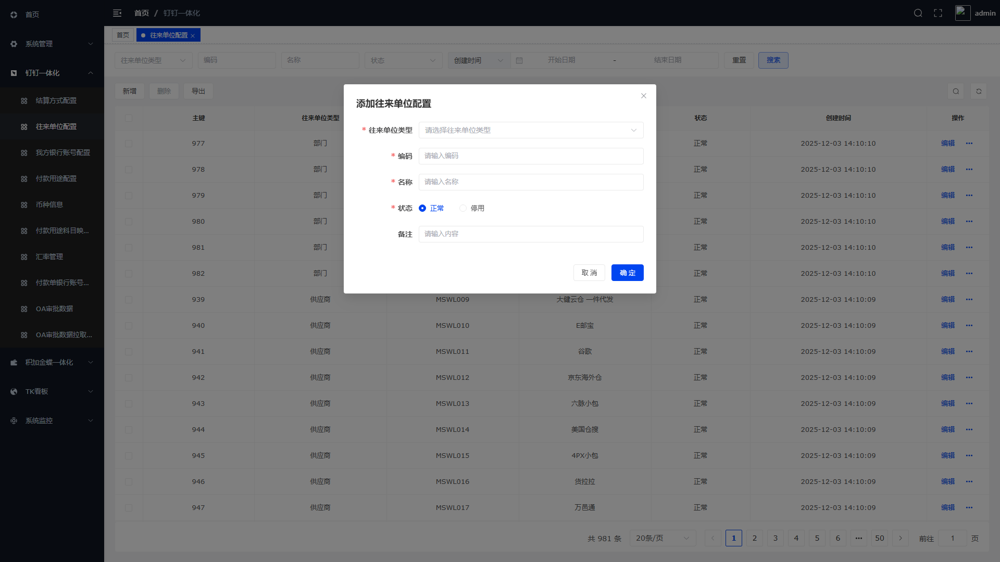 首页
系统管理
钉钉一体化
结算方式配置
往来单位配置
我方银行账号配置
付款用途配置
币种信息
付款用途科目映...
汇率管理
付款单银行账号...
OA审批数据
OA审批数据拉取...
积加金蝶一体化
TK看板
系统监控
首页 / 钉钉一体化
admin
首页
往来单位配置
往来单位类型 编码 名称 状态 创建时间 开始日期 - 结束日期 重置 搜索
新增 删除 导出
主键 往来单位类型 状态 创建时间 操作
977 部门 正常 2025-12-03 14:10:10 编辑
978 部门 正常 2025-12-03 14:10:10 编辑
979 部门 正常 2025-12-03 14:10:10 编辑
980 部门 正常 2025-12-03 14:10:10 编辑
981 部门 正常 2025-12-03 14:10:10 编辑
982 部门 正常 2025-12-03 14:10:10 编辑
939 供应商 MSWL009 大健云仓 一件代发 正常 2025-12-03 14:10:09 编辑
940 供应商 MSWL010 E邮宝 正常 2025-12-03 14:10:09 编辑
941 供应商 MSWL011 谷歌 正常 2025-12-03 14:10:09 编辑
942 供应商 MSWL012 京东海外仓 正常 2025-12-03 14:10:09 编辑
943 供应商 MSWL013 六脉小包 正常 2025-12-03 14:10:09 编辑
944 供应商 MSWL014 美国仓搜 正常 2025-12-03 14:10:09 编辑
945 供应商 MSWL015 4PX小包 正常 2025-12-03 14:10:09 编辑
946 供应商 MSWL016 货拉拉 正常 2025-12-03 14:10:09 编辑
947 供应商 MSWL017 万邑通 正常 2025-12-03 14:10:09 编辑
共 981 条 20条/页 1 2 3 4 5 6 ••• 50 前往 1 页
添加往来单位配置
* 往来单位类型 请选择往来单位类型
* 编码 请输入编码
* 名称 请输入名称
* 状态 正常 停用
备注 请输入内容
取 消 确 定